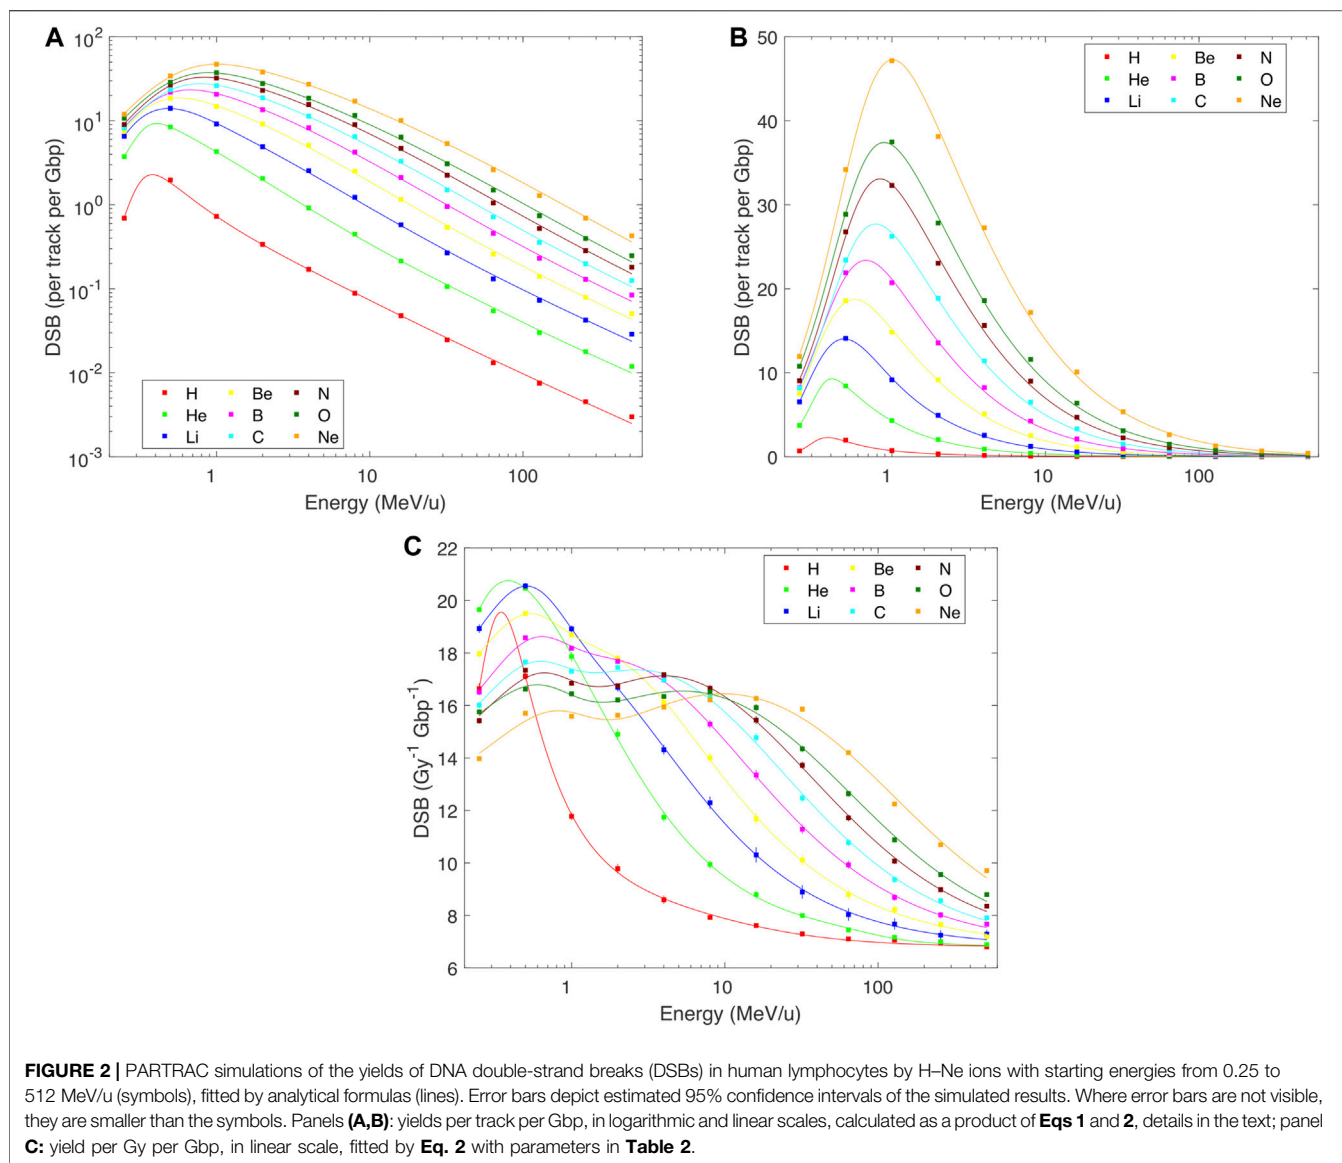 A
DSB (per track per Gbp)
10^2
10^1
10^0
10^-1
10^-2
10^-3
H Be N
He B O
Li C Ne
1 10 100
Energy (MeV/u)
B
DSB (per track per Gbp)
50
40
30
20
10
0
H Be N
He B O
Li C Ne
1 10 100
Energy (MeV/u)
C
DSB (Gy^-1 Gbp^-1)
22
20
18
16
14
12
10
8
6
H Be N
He B O
Li C Ne
1 10 100
Energy (MeV/u)
FIGURE 2 | PARTRAC simulations of the yields of DNA double-strand breaks (DSBs) in human lymphocytes by H–Ne ions with starting energies from 0.25 to
512 MeV/u (symbols), fitted by analytical formulas (lines). Error bars depict estimated 95% confidence intervals of the simulated results. Where error bars are not visible,
they are smaller than the symbols. Panels (A,B): yields per track per Gbp, in logarithmic and linear scales, calculated as a product of Eqs 1 and 2, details in the text; panel
C: yield per Gy per Gbp, in linear scale, fitted by Eq. 2 with parameters in Table 2.